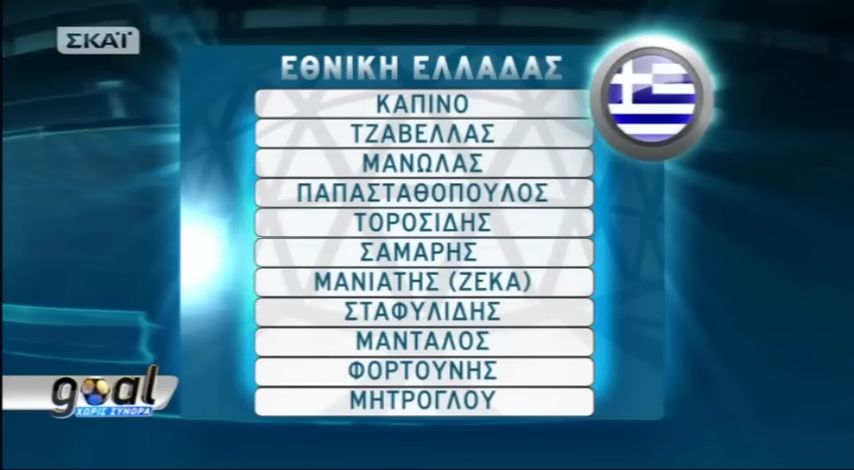 ΣΚΑΪ
ΕΘΝΙΚΗ ΕΛΛΑΔΑΣ
ΚΑΠΙΝΟ
ΤΖΑΒΕΛΛΑΣ
ΜΑΝΩΛΑΣ
ΠΑΠΑΣΤΑΘΟΠΟΥΛΟΣ
ΤΟΡΟΣΙΔΗΣ
ΣΑΜΑΡΗΣ
ΜΑΝΙΑΤΗΣ (ΖΕΚΑ)
ΣΤΑΦΥΛΙΔΗΣ
ΜΑΝΤΑΛΟΣ
ΦΟΡΤΟΥΝΗΣ
ΜΗΤΡΟΓΛΟΥ
goal
ΧΩΡΙΣ ΣΥΝΟΡΑ